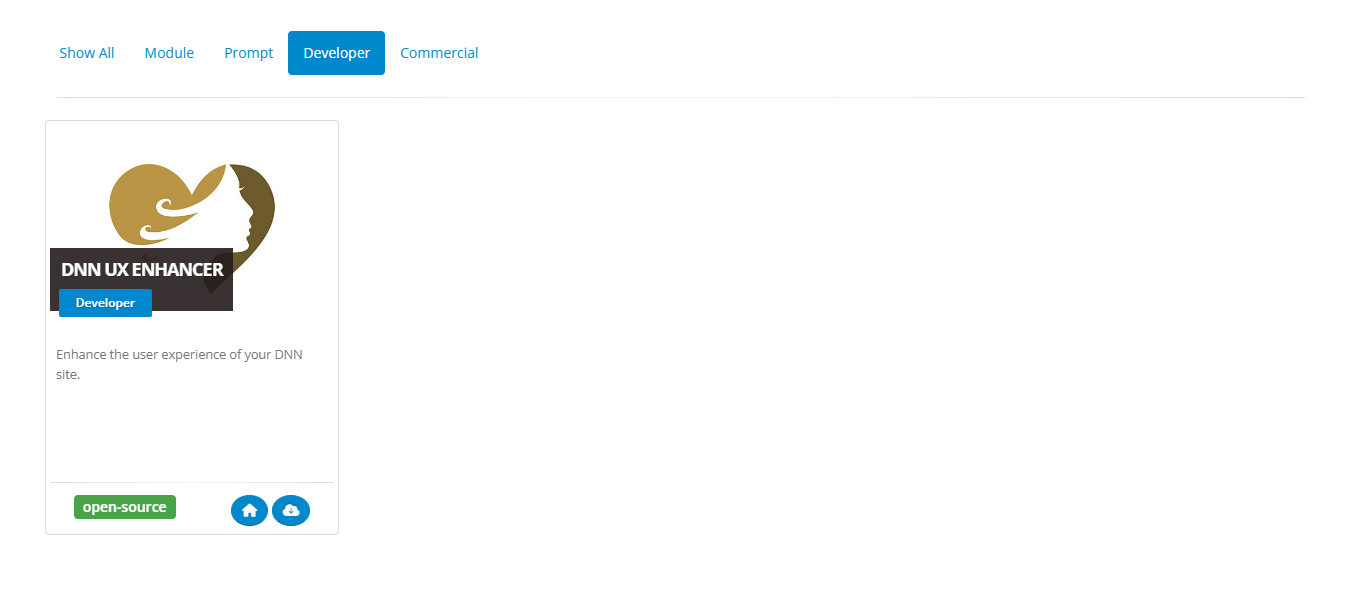 Show All Module Prompt Developer Commercial
DNN UX ENHANCER
Developer
Enhance the user experience of your DNN
site.
open-source